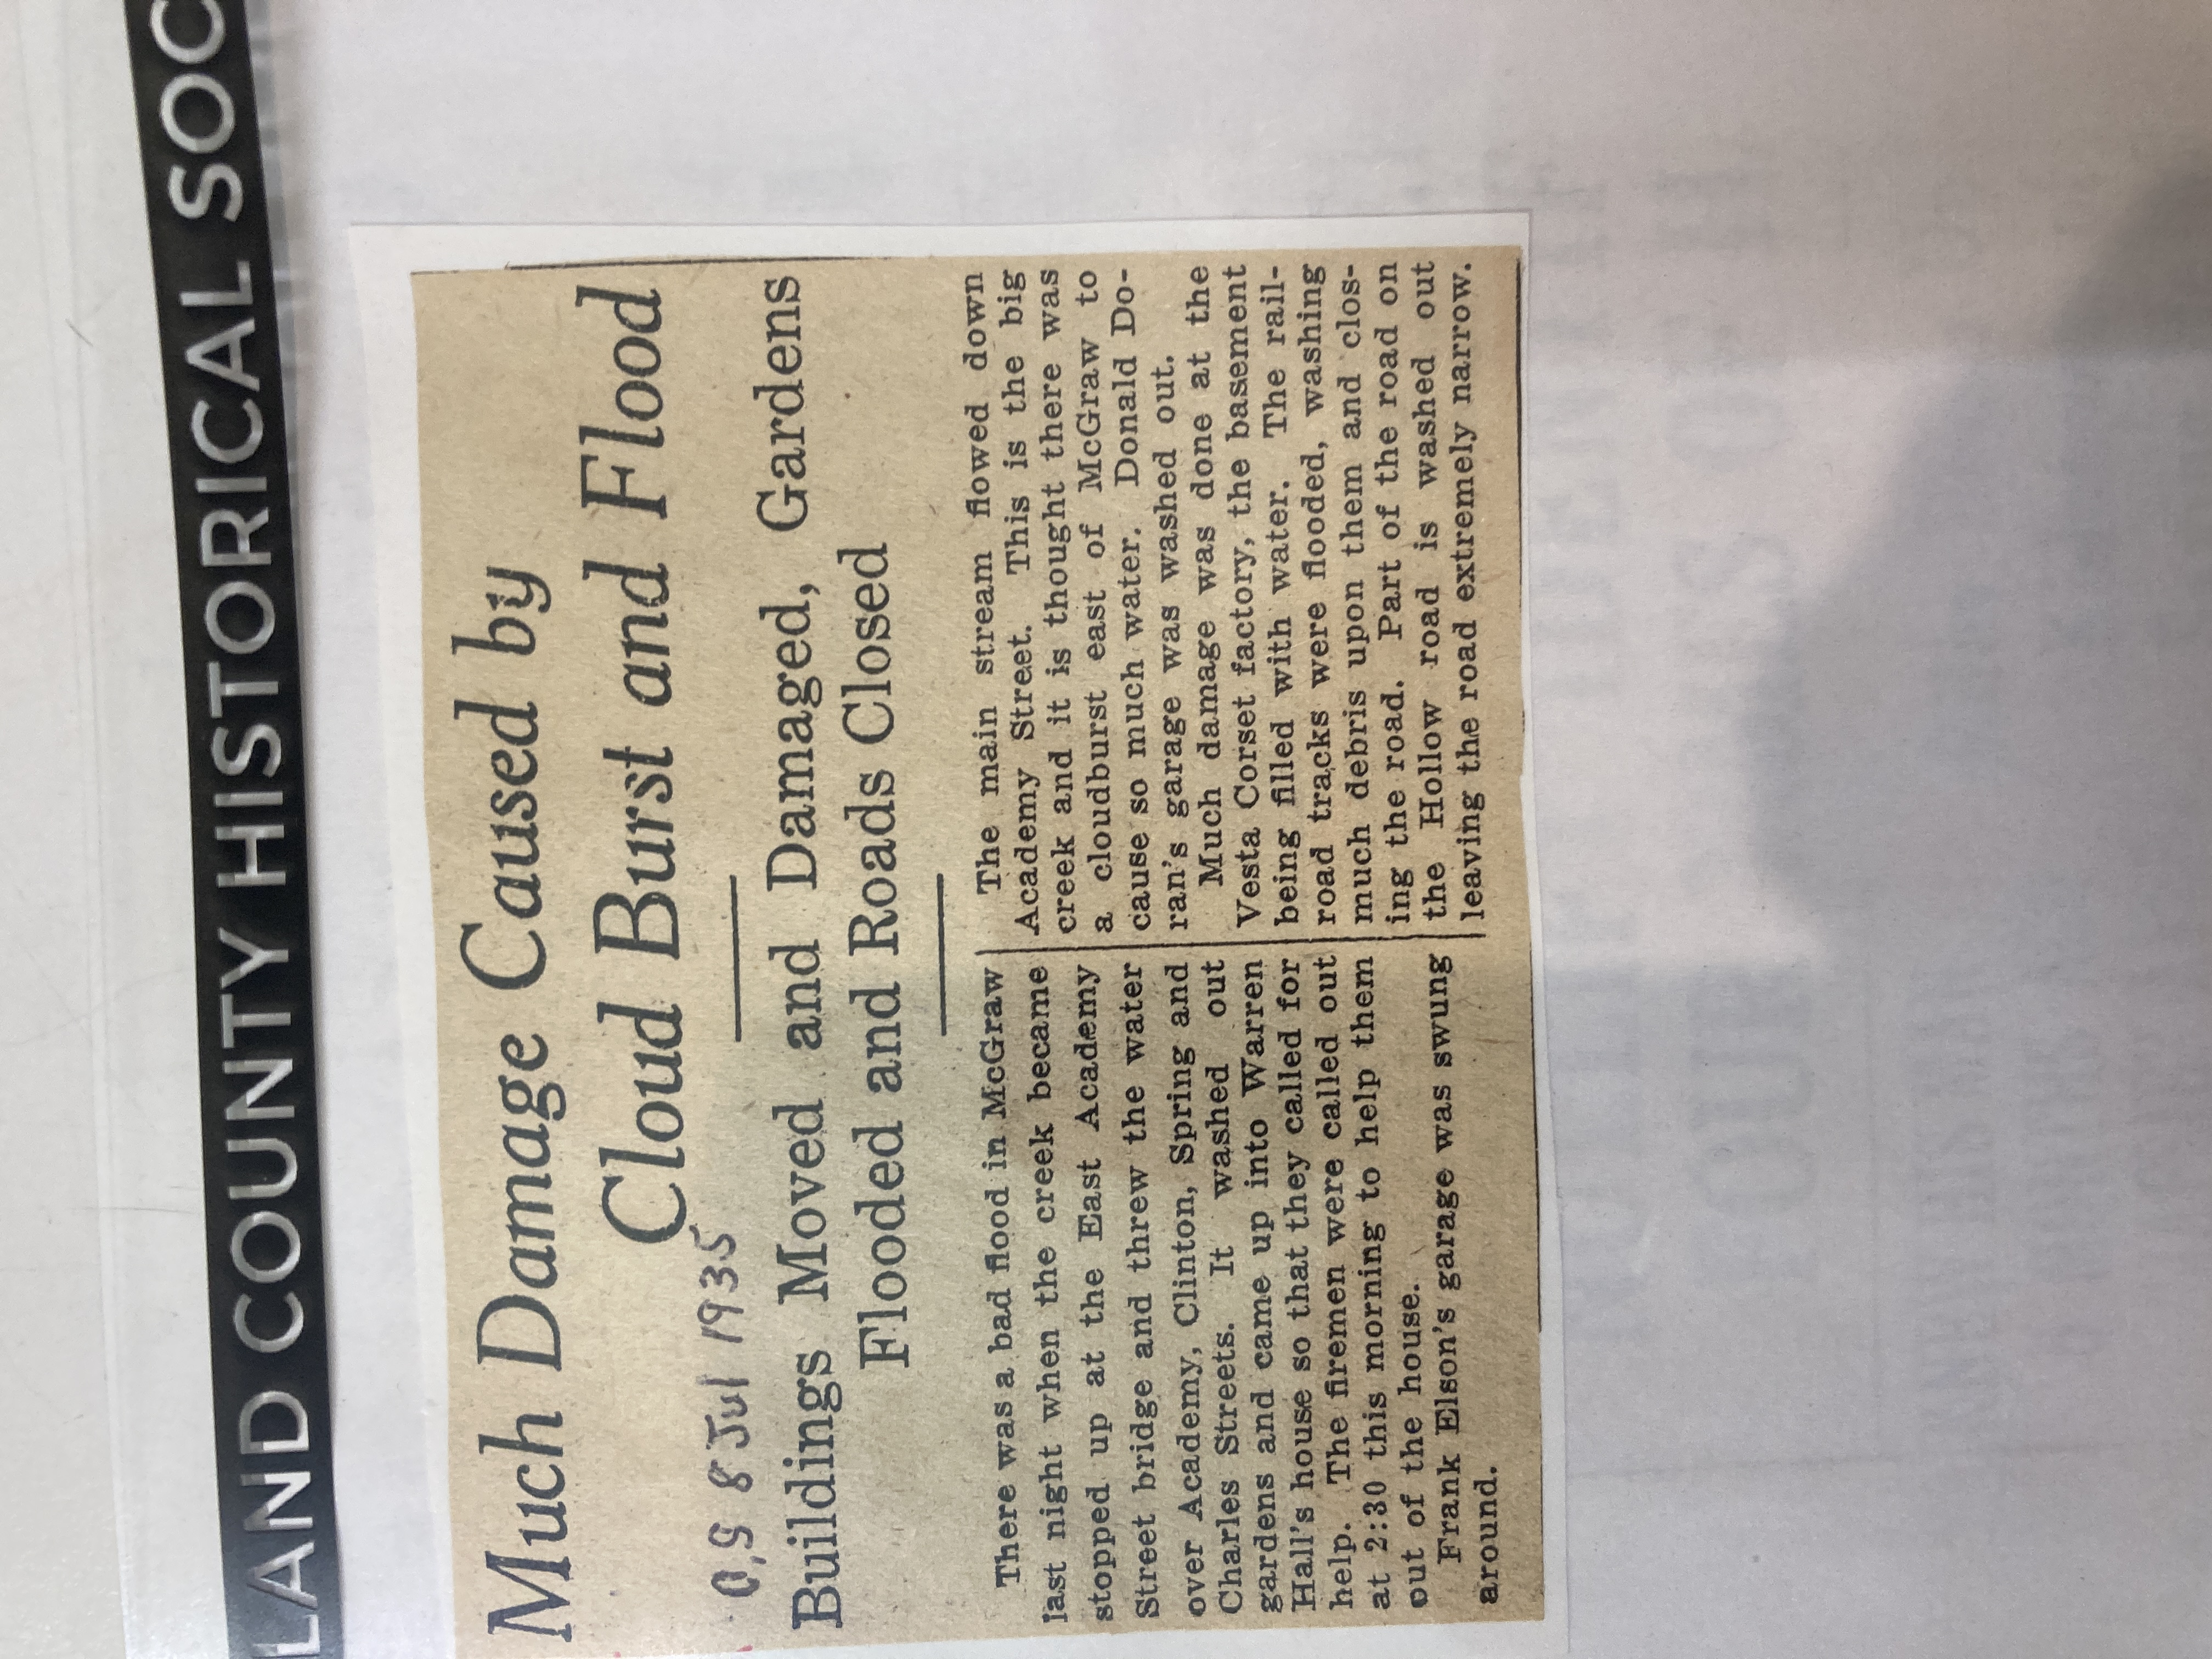 LAND COUNTY HISTORICAL SOC
Much Damage Caused by
Cloud Burst and Flood
8 Jul 1935
Buildings Moved and Damaged, Gardens
Flooded and Roads Closed
There was a bad flood in McGraw
last night when the creek became
stopped up at the East Academy
Street bridge and threw the water
over Academy, Clinton, Spring and
Charles Streets. It washed out
gardens and came up into Warren
Hall's house so that they called for
help. The firemen were called out
at 2:30 this morning to help them
out of the house.
Frank Elson's garage was swung
around.
The main stream flowed down
Academy Street. This is the big
creek and it is thought there was
a cloudburst east of McGraw to
cause so much water. Donald Do-
ran's garage was washed out.
Much damage was done at the
Vesta Corset factory, the basement
being filled with water. The rail-
road tracks were flooded, washing
much debris upon them and clos-
ing the road. Part of the road on
the Hollow road is washed out
leaving the road extremely narrow.